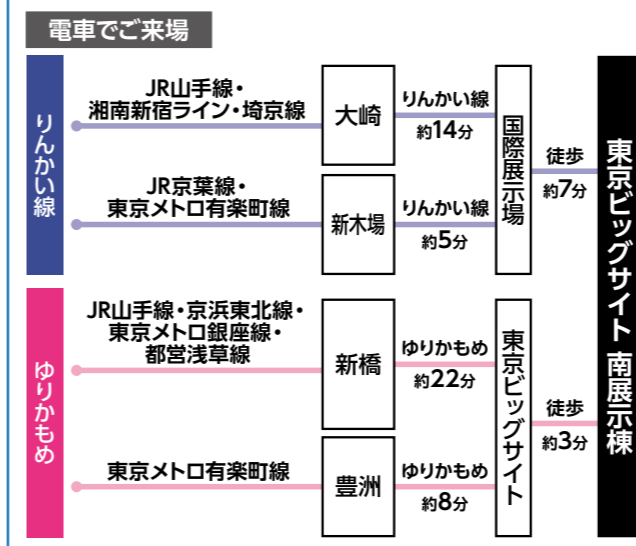 電車でご来場
りんかい線
JR山手線・
湘南新宿ライン・埼京線
大崎
りんかい線
約14分
JR京葉線・
東京メトロ有楽町線
新木場
りんかい線
約5分
国際展示場
徒歩
約7分
ゆりかもめ
JR山手線・京浜東北線・
東京メトロ銀座線・
都営浅草線
新橋
ゆりかもめ
約22分
東京メトロ有楽町線
豊洲
ゆりかもめ
約8分
東京ビッグサイト
徒歩
約3分
東京ビッグサイト 南展示棟